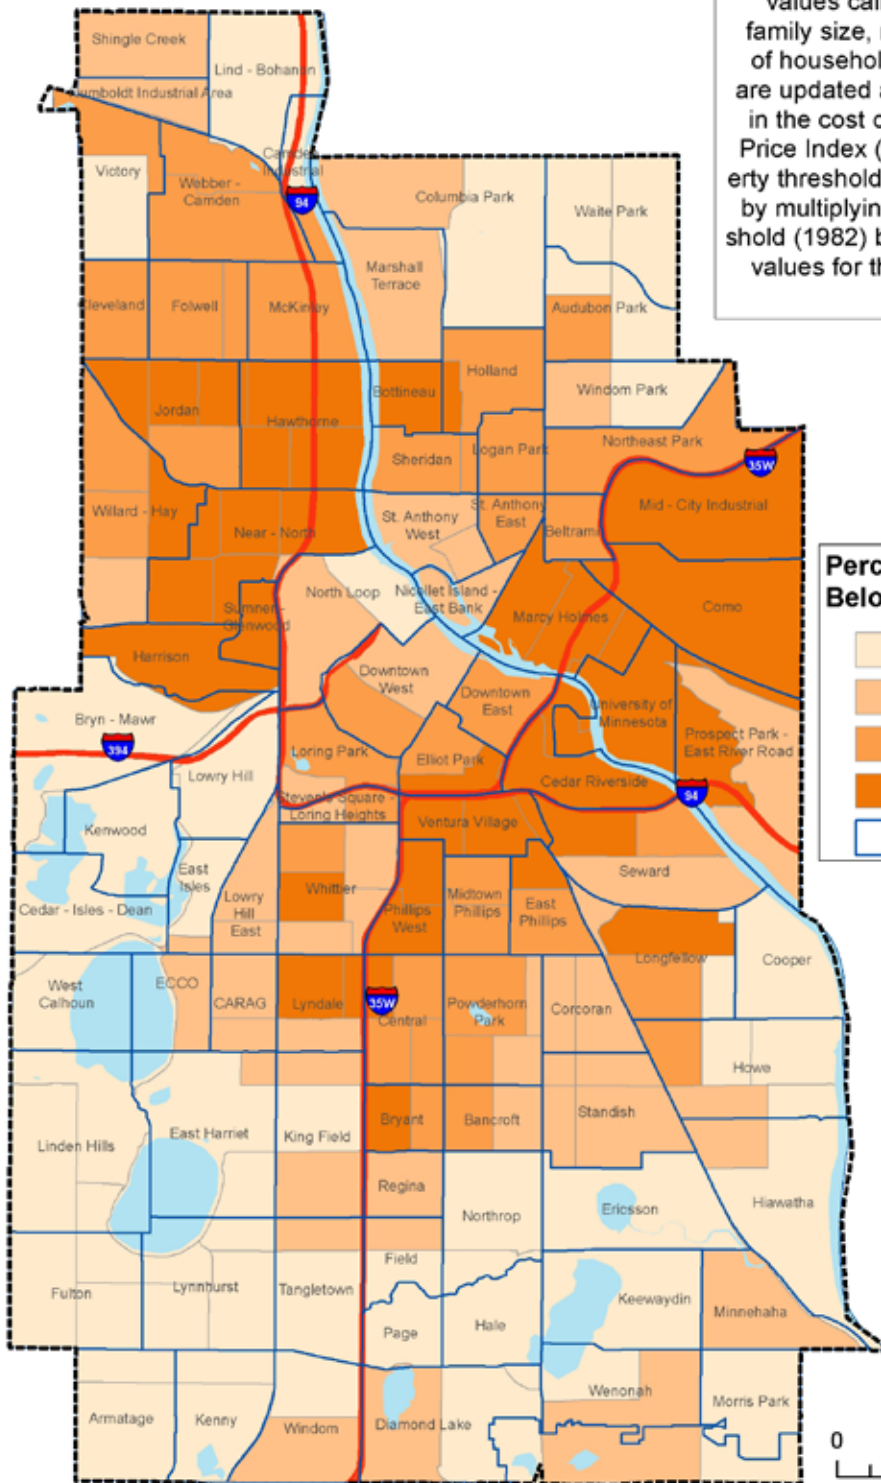 values cal
family size,
of househol
are updated a
in the cost o
Price Index (
erty threshold
by multiplyin
shold (1982) b
values for th
Shingle Creek
Lind - Bohanon
Humboldt Industrial Area
Camden
Industrial
Victory
Webber -
Camden
94
Columbia Park
Waite Park
Marshall
Terrace
Cleveland
Folwell
McKinley
Audubon Park
Holland
Bottineau
Windom Park
Jordan
Hawthorne
Sheridan
Logan Park
Northeast Park
35W
Willard - Hay
Near - North
St. Anthony
West
St. Anthony
East
Beltrami
Mid - City Industrial
Perc
Belo
North Loop
Nicollet Island -
East Bank
Sumner -
Glenwood
Marcy Holmes
Como
Harrison
Downtown
West
Downtown
East
University of
Minnesota
Bryn - Mawr
394
Prospect Park -
East River Road
Loring Park
Elliot Park
Lowry Hill
Cedar Riverside
94
Steven's Square -
Loring Heights
Kenwood
Ventura Village
East
Isles
Seward
Lowry
Hill
East
Whittier
Midtown
Phillips
East
Phillips
Phillips
West
Cedar - Isles - Dean
Longfellow
Cooper
West
Calhoun
ECCO
CARAG
Lyndale
35W
Central
Powderhorn
Park
Corcoran
Howe
Linden Hills
East Harriet
King Field
Bryant
Bancroft
Standish
Regina
Northrop
Ericsson
Hiawatha
Field
Fulton
Lynnhurst
Tangletown
Keewaydin
Minnehaha
Page
Hale
Wenonah
Morris Park
Armatage
Kenny
Windom
Diamond Lake
0